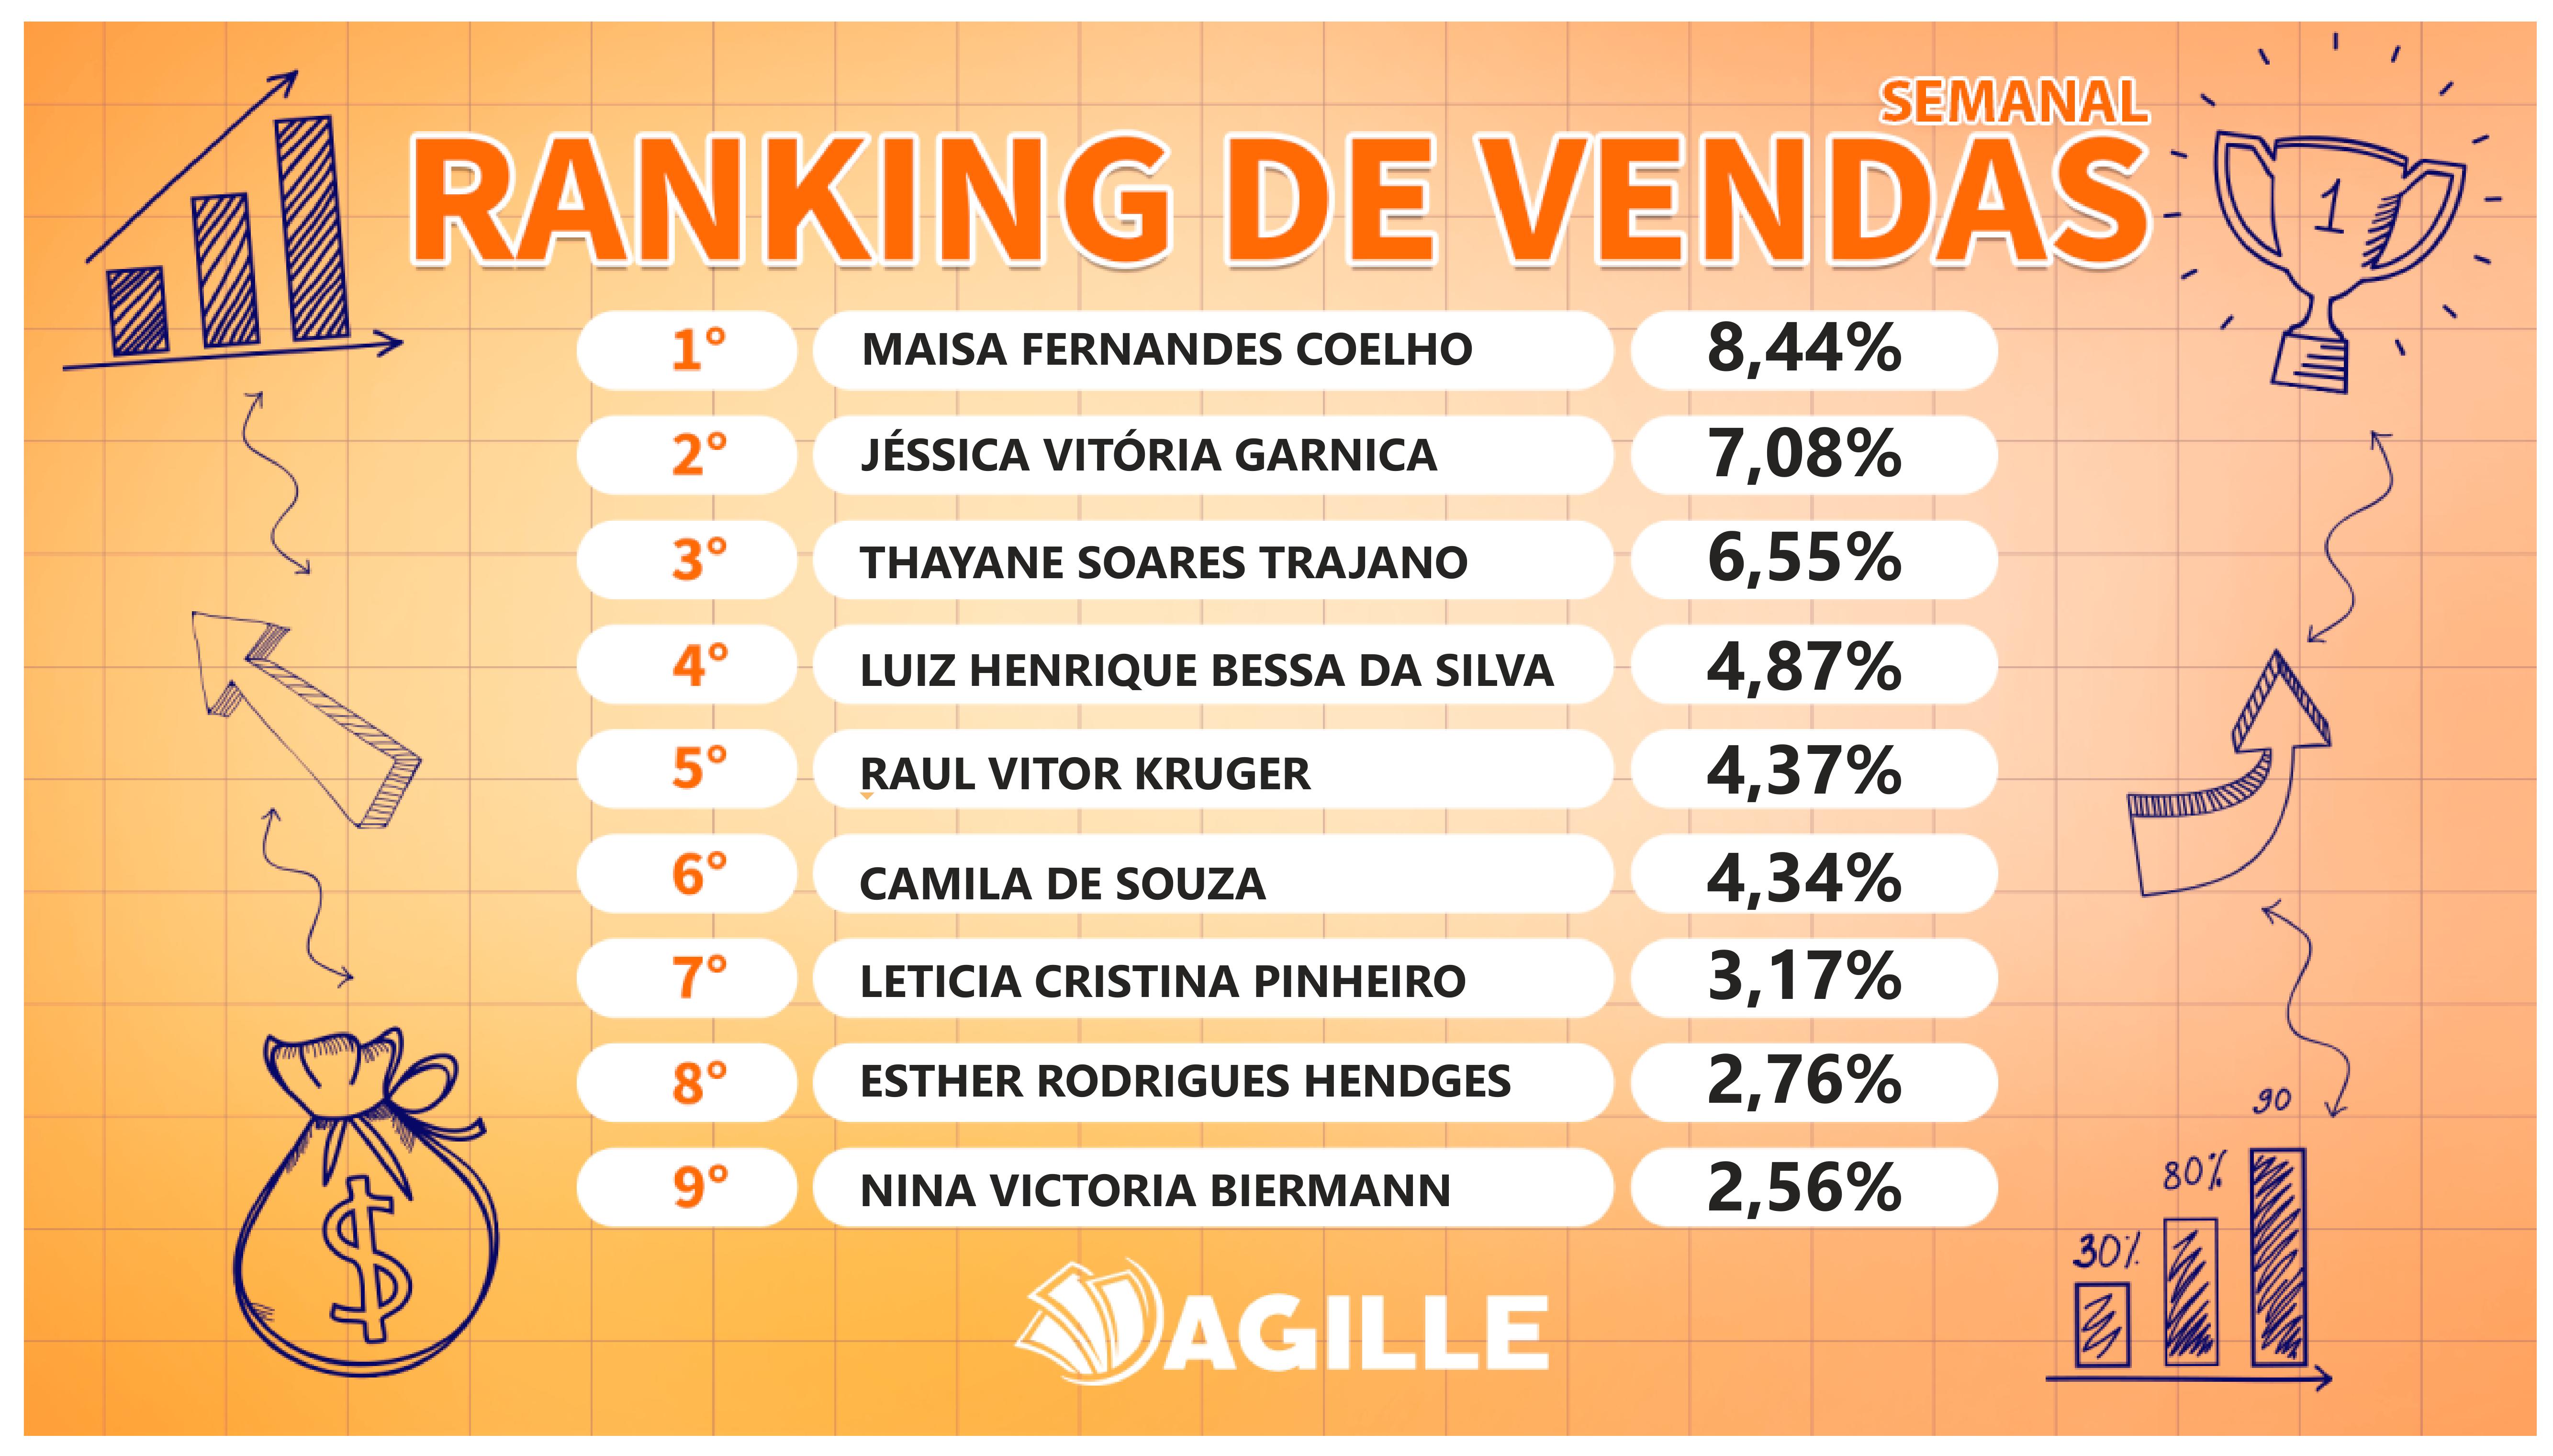 SEMANAL
RANKING DE VENDAS
1
1° MAISA FERNANDES COELHO 8,44%
2° JÉSSICA VITÓRIA GARNICA 7,08%
3° THAYANE SOARES TRAJANO 6,55%
4° LUIZ HENRIQUE BESSA DA SILVA 4,87%
5° RAUL VITOR KRUGER 4,37%
6° CAMILA DE SOUZA 4,34%
7° LETICIA CRISTINA PINHEIRO 3,17%
8° ESTHER RODRIGUES HENDGES 2,76%
9° NINA VICTORIA BIERMANN 2,56%
90
80%
30%
$
AGILLE